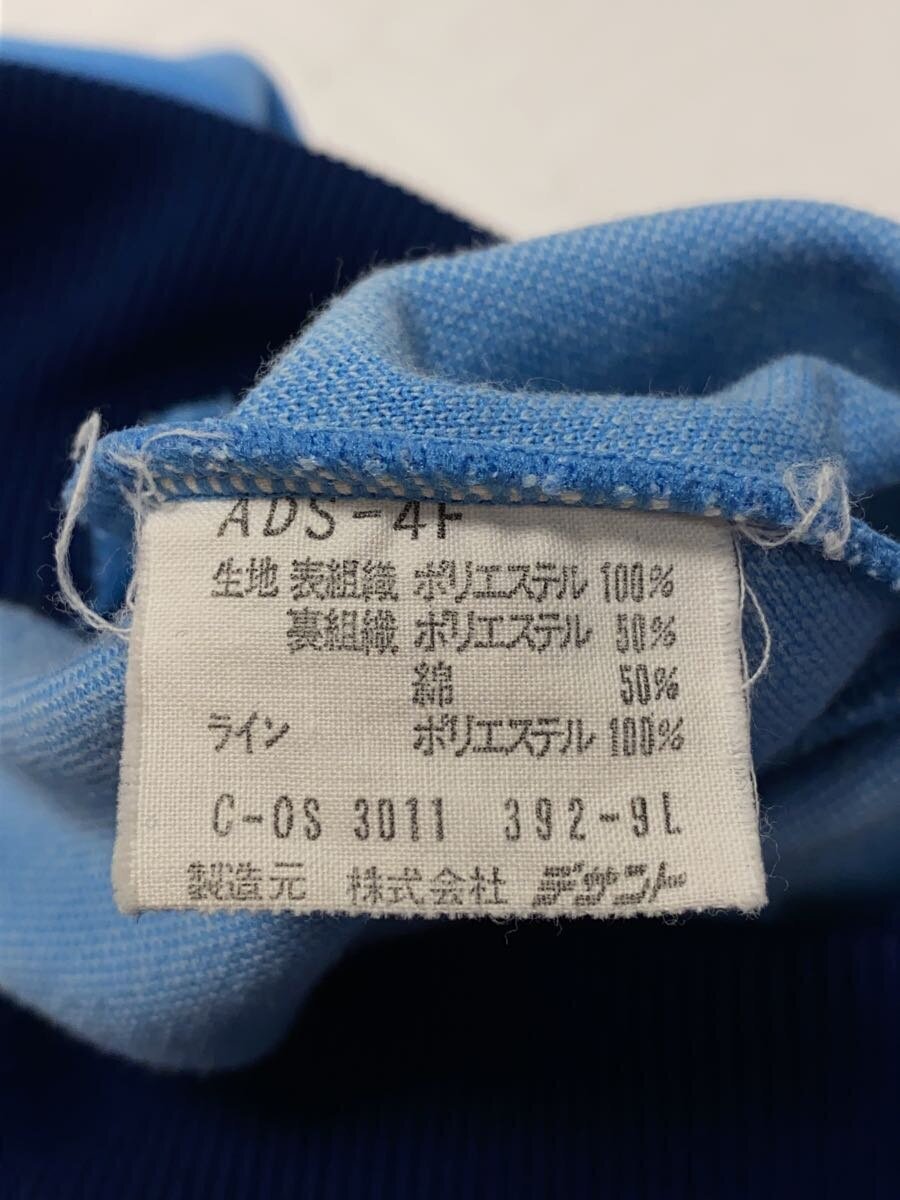 ADS-4F
生地 表組織 ポリエステル 100%
裏組織 ポリエステル 50%
綿 50%
ライン ポリエステル 100%
C-OS 3011 392-9L
製造元 株式会社 デサント